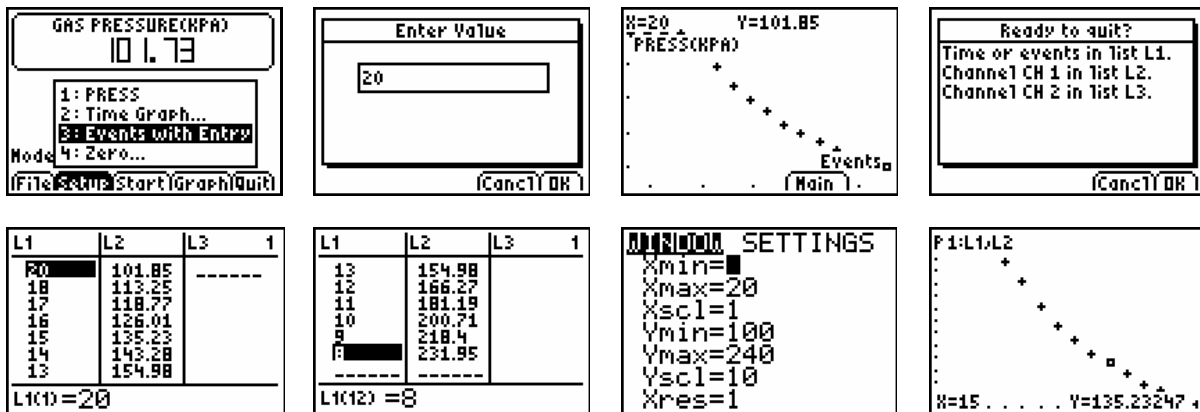 GAS PRESSURE(KPA)
101.73
1:PRESS
2:Time Graph...
3:Events with Entry
Mode
4:Zero...
File Setup Start Graph Quit
Enter Value
20
Cancl OK
X=20 Y=101.85
PRESS(KPA)
Events
Main
Ready to quit?
Time or events in list L1.
Channel CH 1 in list L2.
Channel CH 2 in list L3.
Cancl OK
L1 L2 L3 1
20 101.85 ------
18 113.25
17 118.77
16 126.01
15 135.23
14 143.28
13 154.98
L1(1)=20
L1 L2 L3 1
13 154.98
12 166.27
11 181.19
10 200.71
9 218.4
8 231.95
------ ------
L1(12) =8
WINDOW SETTINGS
Xmin=
Xmax=20
Xscl=1
Ymin=100
Ymax=240
Yscl=10
Xres=1
P1:L1,L2
X=15 Y=135.23247